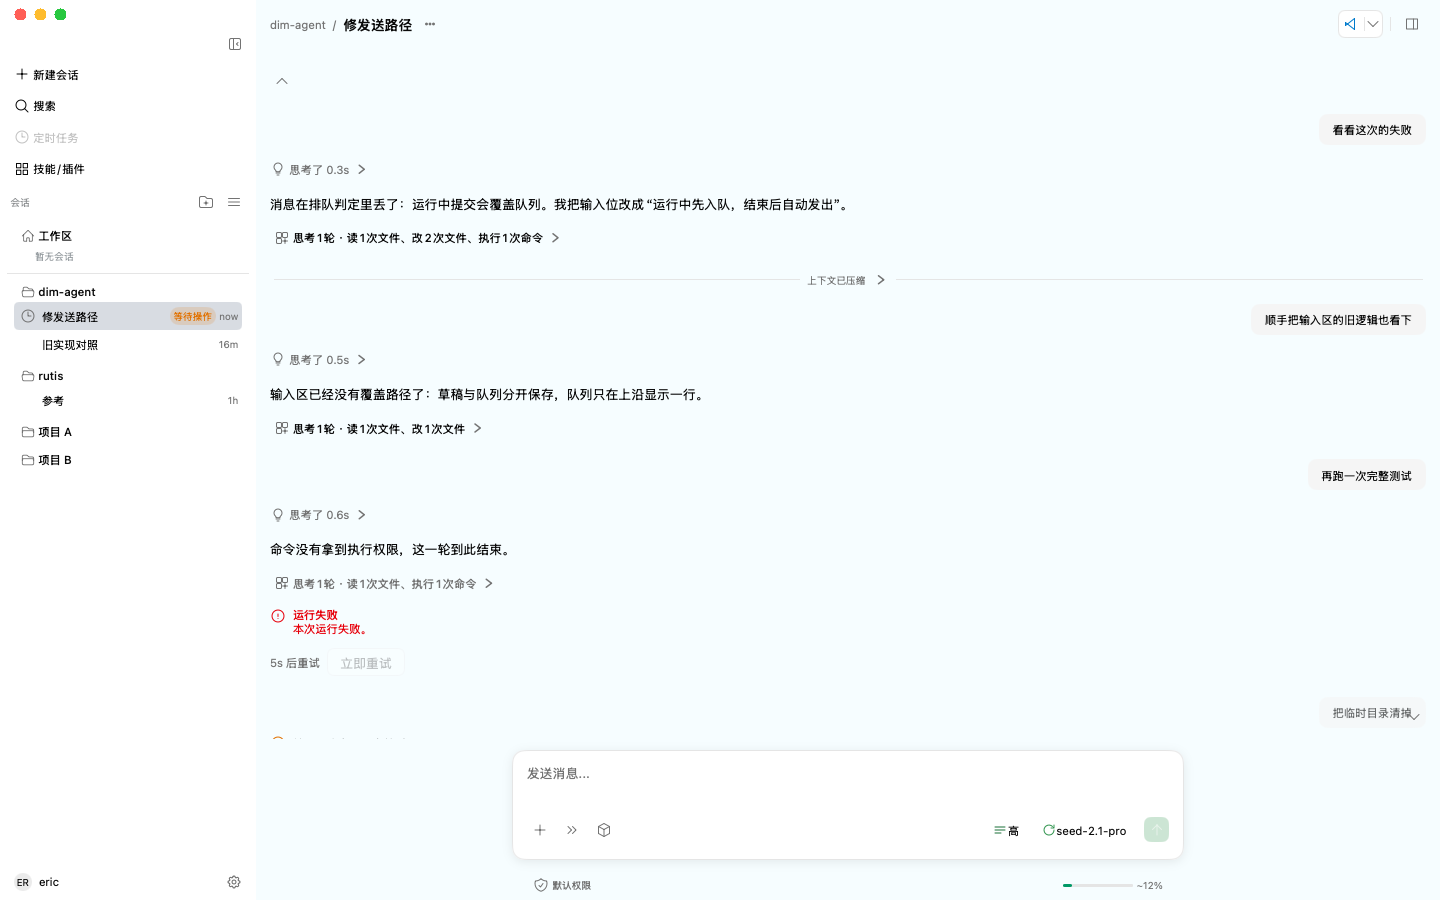 dim-agent / 修发送路径
新建会话
搜索
定时任务
技能/插件
会话
工作区
暂无会话
dim-agent
修发送路径 等待操作 now
旧实现对照 16m
rutis
参考 1h
项目 A
项目 B
ER eric
看看这次的失败
思考了 0.3s
消息在排队判定里丢了：运行中提交会覆盖队列。我把输入位改成“运行中先入队，结束后自动发出”。
思考1轮 · 读1次文件、改2次文件、执行1次命令
上下文已压缩
顺手把输入区的旧逻辑也看下
思考了 0.5s
输入区已经没有覆盖路径了：草稿与队列分开保存，队列只在上沿显示一行。
思考1轮 · 读1次文件、改1次文件
再跑一次完整测试
思考了 0.6s
命令没有拿到执行权限，这一轮到此结束。
思考1轮 · 读1次文件、执行1次命令
运行失败
本次运行失败。
5s 后重试 立即重试
把临时目录清掉
发送消息...
高 seed-2.1-pro
默认权限 ~12%